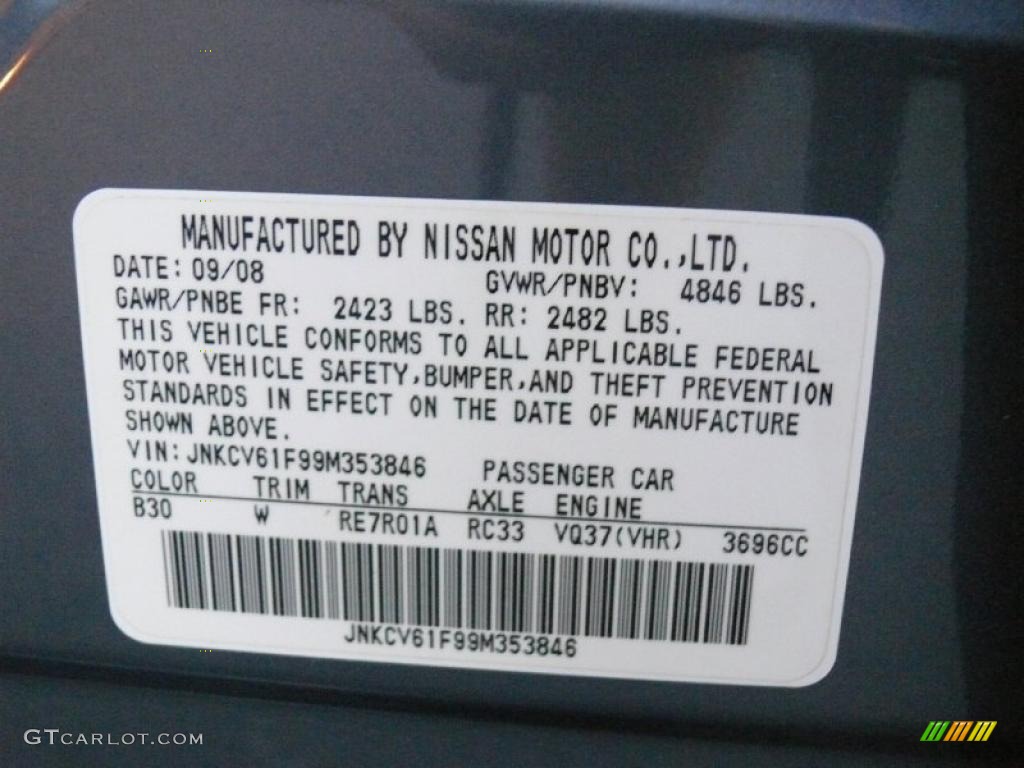 MANUFACTURED BY NISSAN MOTOR CO.,LTD.
DATE: 09/08 GVWR/PNBV: 4846 LBS.
GAWR/PNBE FR: 2423 LBS. RR: 2482 LBS.
THIS VEHICLE CONFORMS TO ALL APPLICABLE FEDERAL
MOTOR VEHICLE SAFETY,BUMPER,AND THEFT PREVENTION
STANDARDS IN EFFECT ON THE DATE OF MANUFACTURE
SHOWN ABOVE.
VIN: JNKCV61F99M353846 PASSENGER CAR
COLOR TRIM TRANS AXLE ENGINE
B30 W RE7R01A RC33 VQ37(VHR) 3696CC
JNKCV61F99M353846
GTCARLOT.COM